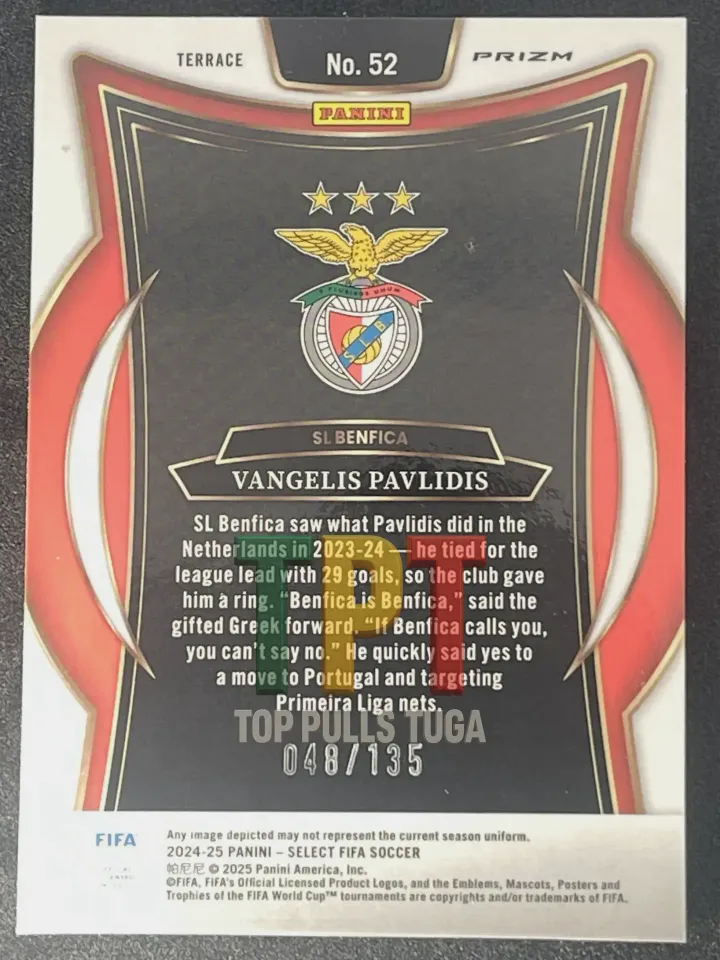 TERRACE
No. 52
PRIZM
PANINI
E PLURIBUS UNUM
SLB
SL BENFICA
VANGELIS PAVLIDIS
SL Benfica saw what Pavlidis did in the
Netherlands in 2023-24 — he tied for the
league lead with 29 goals, so the club gave
him a ring. “Benfica is Benfica,” said the
gifted Greek forward. “If Benfica calls you,
you can’t say no.” He quickly said yes to
a move to Portugal and targeting
Primeira Liga nets.
TPT
TOP PULLS TUGA
048/135
FIFA
Any image depicted may not represent the current season uniform.
2024-25 PANINI – SELECT FIFA SOCCER
帕尼尼 © 2025 Panini America, Inc.
©FIFA, FIFA's Official Licensed Product Logos, and the Emblems, Mascots, Posters and
Trophies of the FIFA World Cup™ tournaments are copyrights and/or trademarks of FIFA.